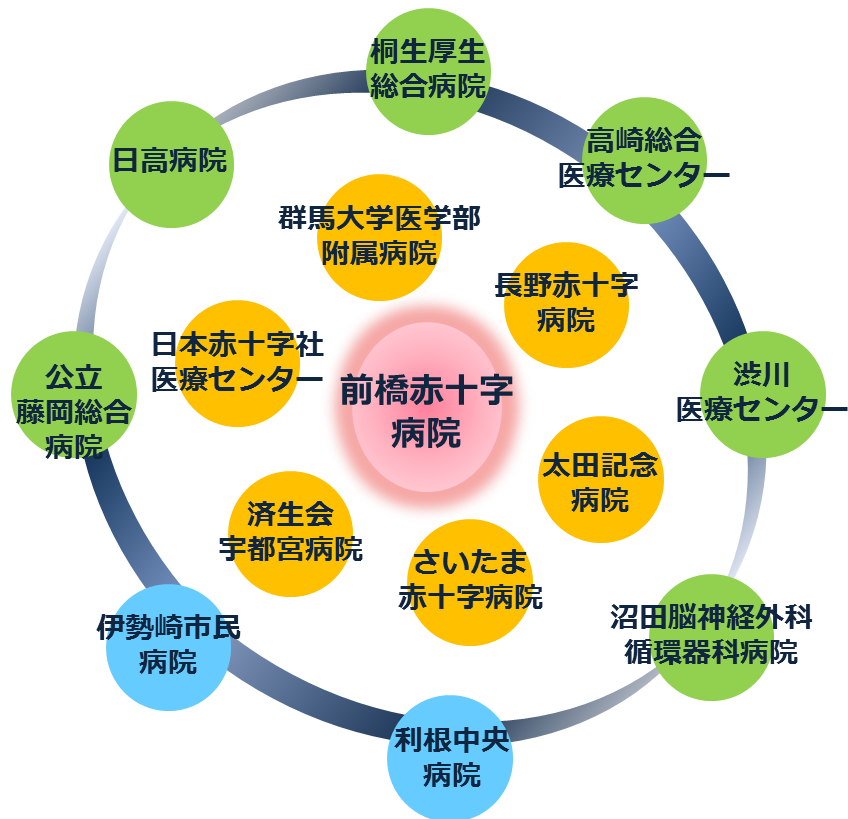 桐生厚生
総合病院
高崎総合
医療センター
日高病院
群馬大学医学部
附属病院
長野赤十字
病院
日本赤十字社
医療センター
前橋赤十字
病院
公立
藤岡総合
病院
渋川
医療センター
太田記念
病院
済生会
宇都宮病院
さいたま
赤十字病院
伊勢崎市民
病院
沼田脳神経外科
循環器科病院
利根中央
病院